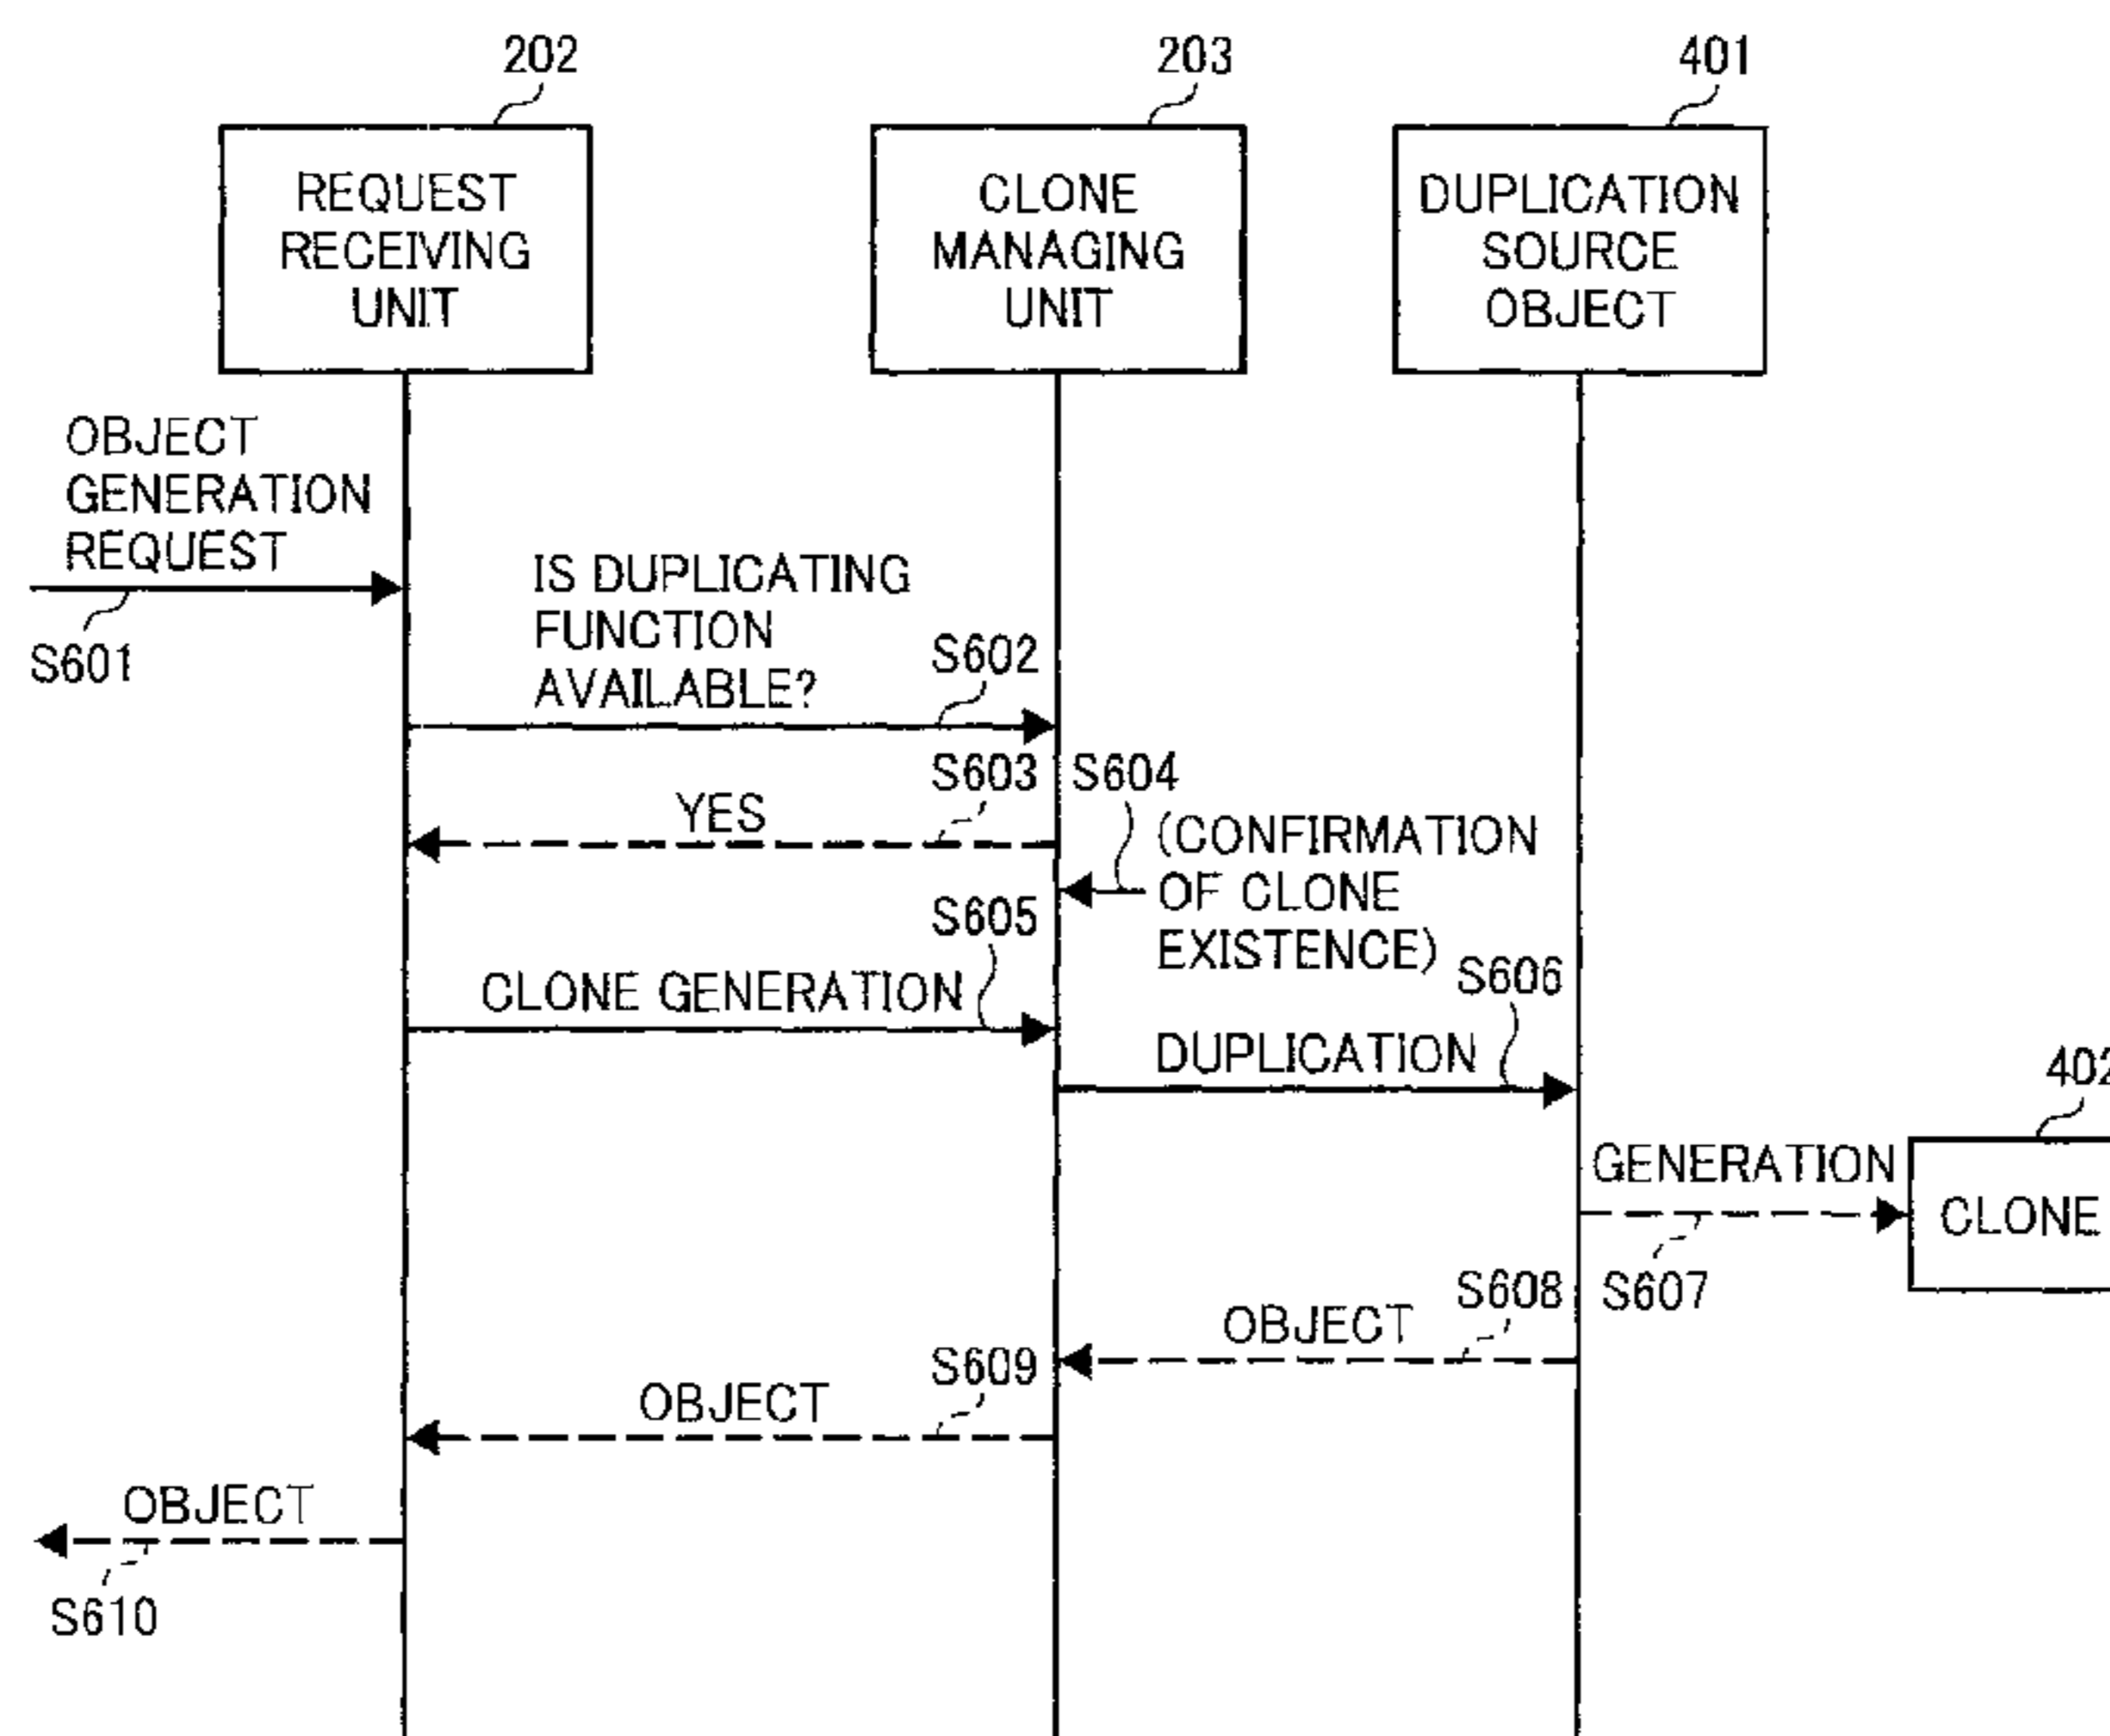 202
203
401
REQUEST
RECEIVING
UNIT
CLONE
MANAGING
UNIT
DUPLICATION
SOURCE
OBJECT
OBJECT
GENERATION
REQUEST
S601
IS DUPLICATING
FUNCTION
AVAILABLE?
S602
S603
YES
S604
(CONFIRMATION
OF CLONE
EXISTENCE)
S605
CLONE GENERATION
S606
DUPLICATION
402
GENERATION
CLONE
S607
S608
OBJECT
S609
OBJECT
OBJECT
S610